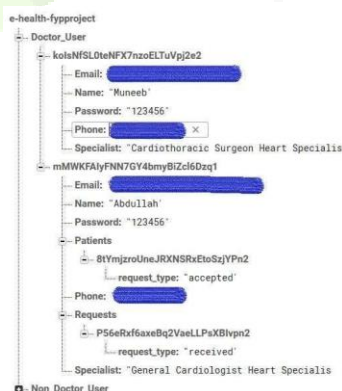 e-health-fypproject
Doctor_User
kolsNfSL0teNFX7nzoELTuVpj2e2
Email:
Name: "Muneeb"
Password: "123456"
Phone: ×
Specialist: "Cardiothoracic Surgeon Heart Specialis
mMWKFAlyFNN7GY4bmyBiZcl6Dzq1
Email:
Name: "Abdullah"
Password: "123456"
Patients
8tYmjzroUneJRXNSRxEtoSzjYPn2
request_type: "accepted"
Phone:
Requests
P56eRxf6axeBq2VaeLLPsXBlvpn2
request_type: "received"
Specialist: "General Cardiologist Heart Specialis
Non_Doctor_User